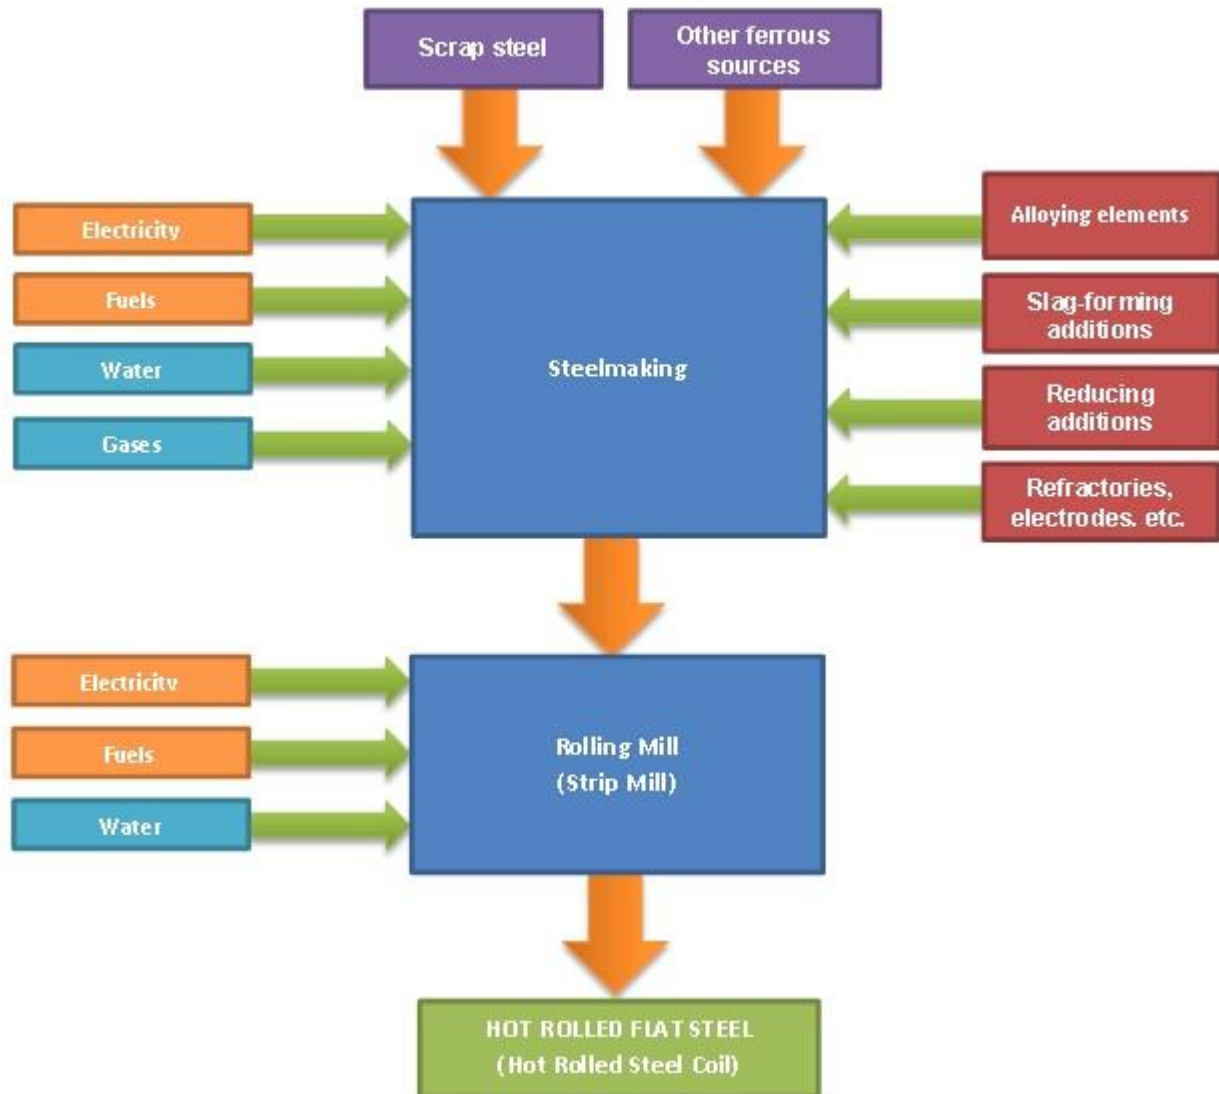 Scrap steel
Other ferrous
sources
Electricity
Fuels
Water
Gases
Steelmaking
Alloying elements
Slag-forming
additions
Reducing
additions
Refractories,
electrodes. etc.
Electricity
Fuels
Water
Rolling Mill
(Strip Mill)
HOT ROLLED FLAT STEEL
(Hot Rolled Steel Coil)